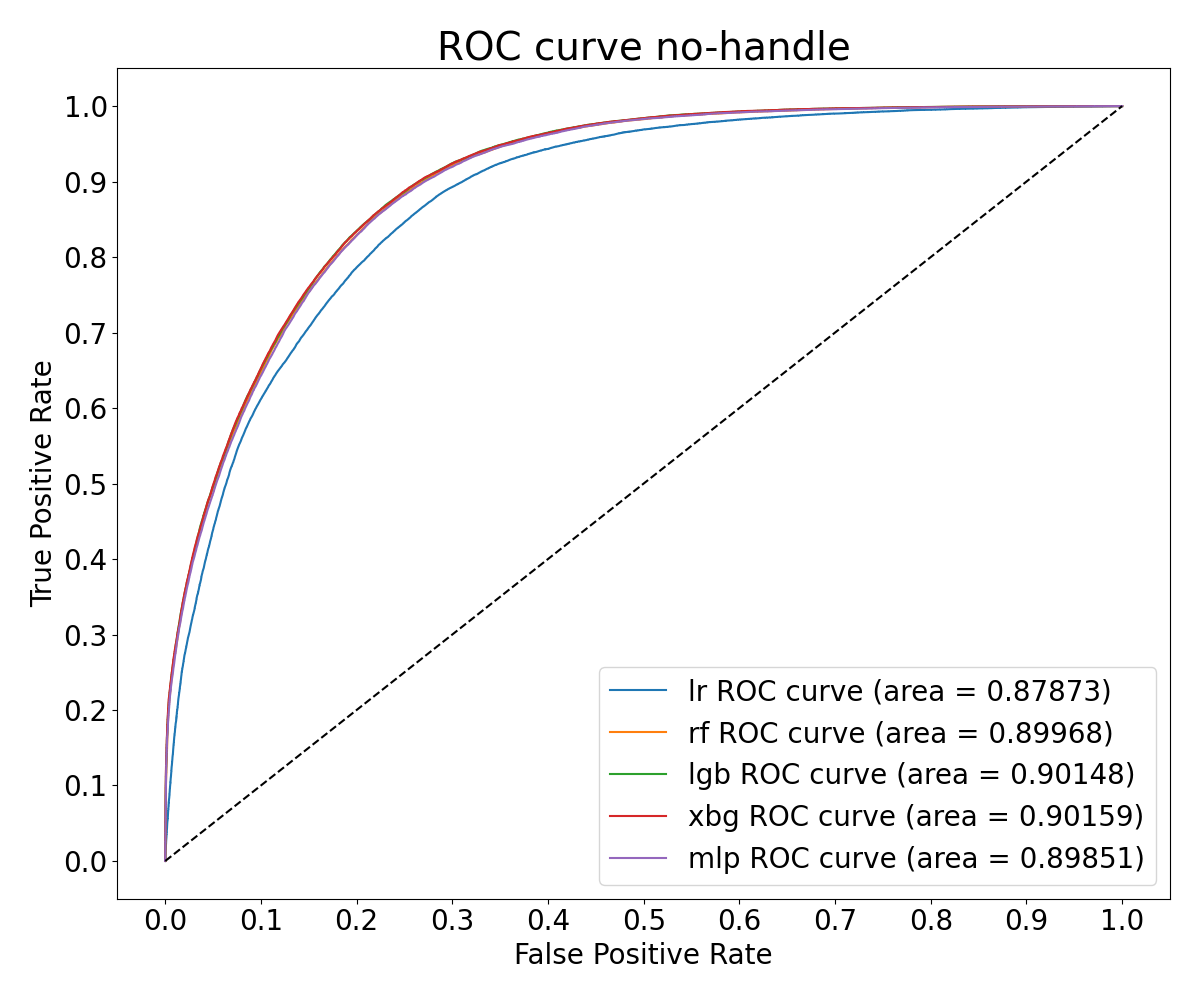 ROC curve no-handle
True Positive Rate
1.0
0.9
0.8
0.7
0.6
0.5
0.4
0.3
0.2
0.1
0.0
lr ROC curve (area = 0.87873)
rf ROC curve (area = 0.89968)
lgb ROC curve (area = 0.90148)
xbg ROC curve (area = 0.90159)
mlp ROC curve (area = 0.89851)
0.0 0.1 0.2 0.3 0.4 0.5 0.6 0.7 0.8 0.9 1.0
False Positive Rate